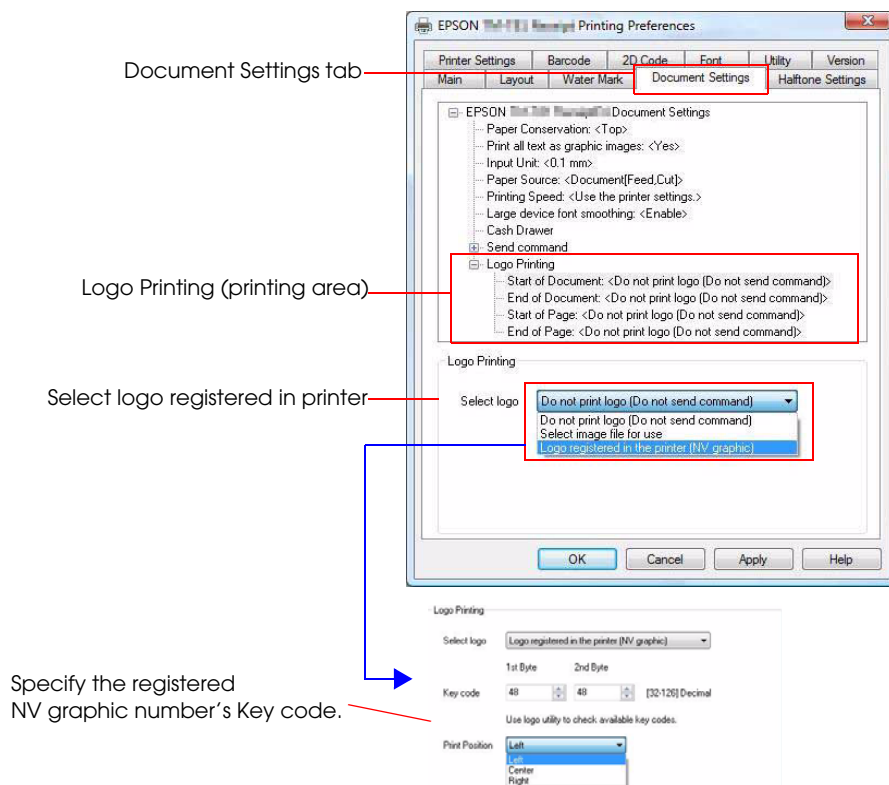 EPSON Printing Preferences
Printer Settings Barcode 2D Code Font Utility Version
Document Settings tab
Main Layout Water Mark Document Settings Halftone Settings
EPSON Document Settings
Paper Conservation: <Top>
Print all text as graphic images: <Yes>
Input Unit: <0.1 mm>
Paper Source: <Document[Feed,Cut]>
Printing Speed: <Use the printer settings.>
Large device font smoothing: <Enable>
Cash Drawer
Send command
Logo Printing
Logo Printing (printing area)
Start of Document: <Do not print logo (Do not send command)>
End of Document: <Do not print logo (Do not send command)>
Start of Page: <Do not print logo (Do not send command)>
End of Page: <Do not print logo (Do not send command)>
Logo Printing
Select logo registered in printer
Select logo Do not print logo (Do not send command)
Do not print logo (Do not send command)
Select image file for use
Logo registered in the printer (NV graphic)
OK Cancel Apply Help
Logo Printing
Select logo Logo registered in the printer (NV graphic)
1st Byte 2nd Byte
Specify the registered
NV graphic number's Key code.
Key code 48 48 [32-126] Decimal
Use logo utility to check available key codes.
Print Position Left
Left
Center
Right